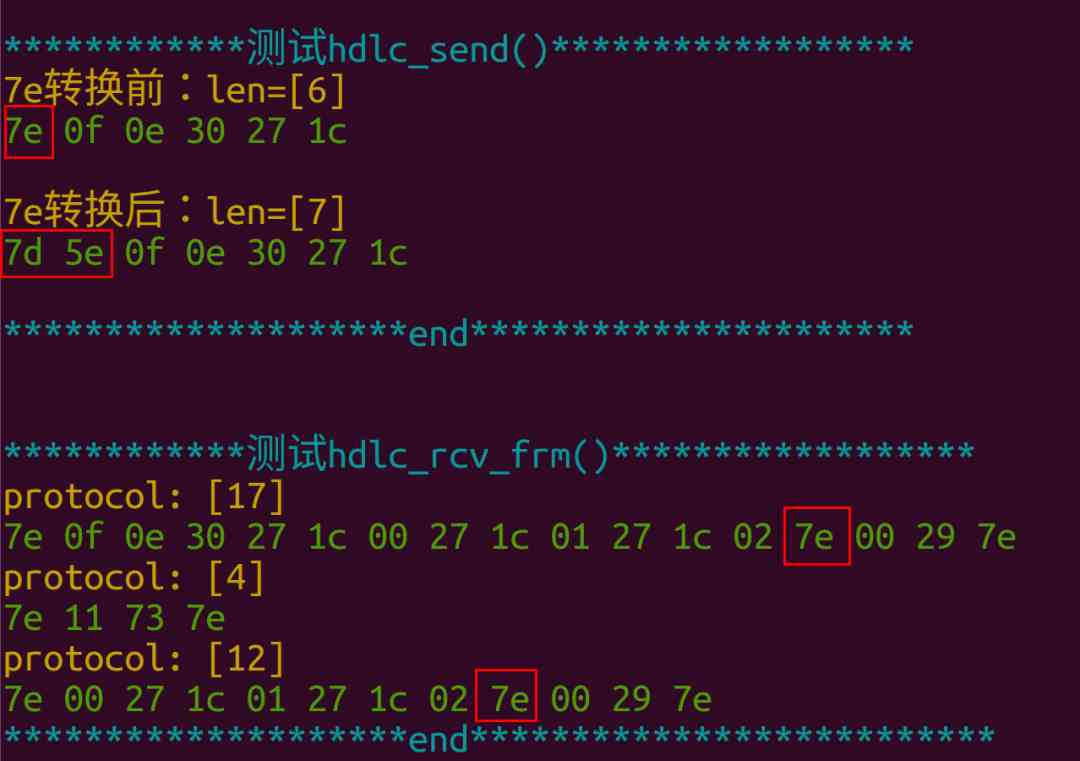 ************测试hdlc_send()******************
7e转换前：len=[6]
7e 0f 0e 30 27 1c
7e转换后：len=[7]
7d 5e 0f 0e 30 27 1c
********************end**********************
************测试hdlc_rcv_frm()******************
protocol: [17]
7e 0f 0e 30 27 1c 00 27 1c 01 27 1c 02 7e 00 29 7e
protocol: [4]
7e 11 73 7e
protocol: [12]
7e 00 27 1c 01 27 1c 02 7e 00 29 7e
********************end**************************